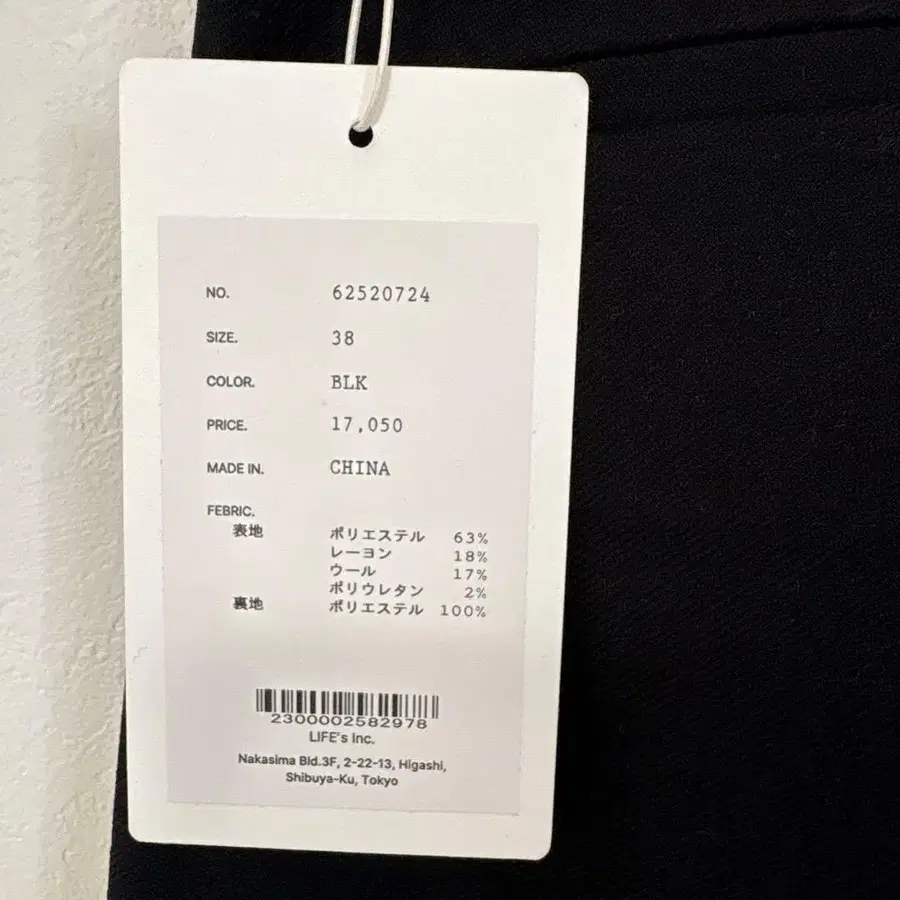 NO. 62520724
SIZE. 38
COLOR. BLK
PRICE. 17,050
MADE IN. CHINA
FEBRIC.
表地 ポリエステル 63%
レーヨン 18%
ウール 17%
ポリウレタン 2%
裏地 ポリエステル 100%
2300002582978
LIFE's Inc.
Nakasima Bld.3F, 2-22-13, Higashi,
Shibuya-Ku, Tokyo